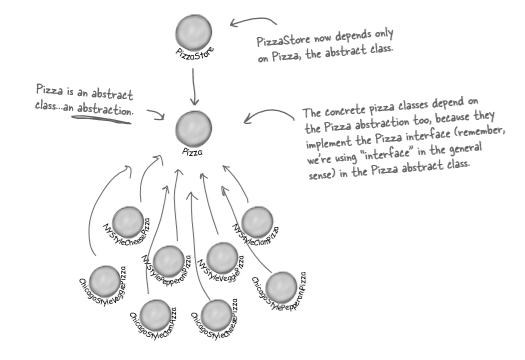 PizzaStore
PizzaStore now depends only
on Pizza, the abstract class.
Pizza is an abstract
class...an abstraction.
Pizza
The concrete pizza classes depend on
the Pizza abstraction too, because they
implement the Pizza interface (remember,
we're using "interface" in the general
sense) in the Pizza abstract class.
NYStyleCheesePizza
NYStyleClamPizza
NYStylePepperoniPizza
NYStyleVeggiePizza
ChicagoStyleVeggiePizza
ChicagoStylePepperoniPizza
ChicagoStyleClamPizza
ChicagoStyleCheesePizza